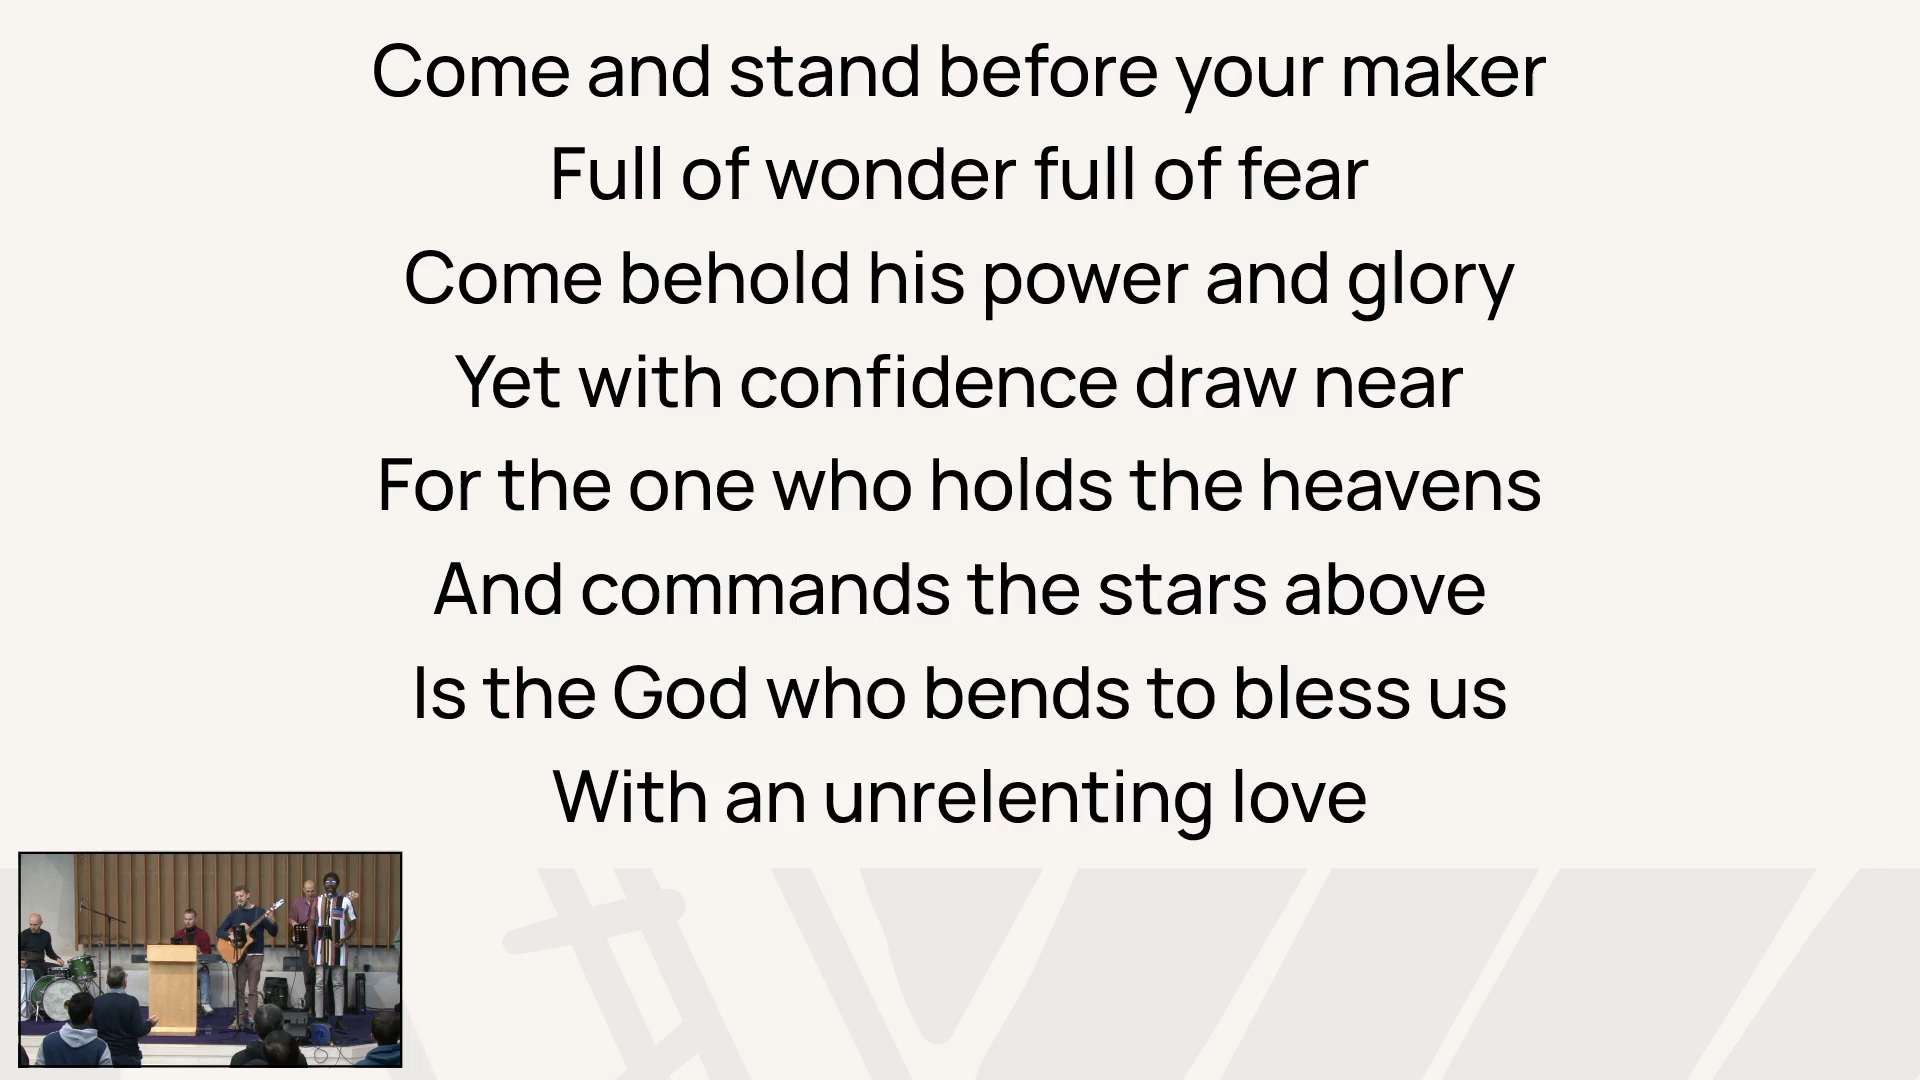 Come and stand before your maker
Full of wonder full of fear
Come behold his power and glory
Yet with confidence draw near
For the one who holds the heavens
And commands the stars above
Is the God who bends to bless us
With an unrelenting love